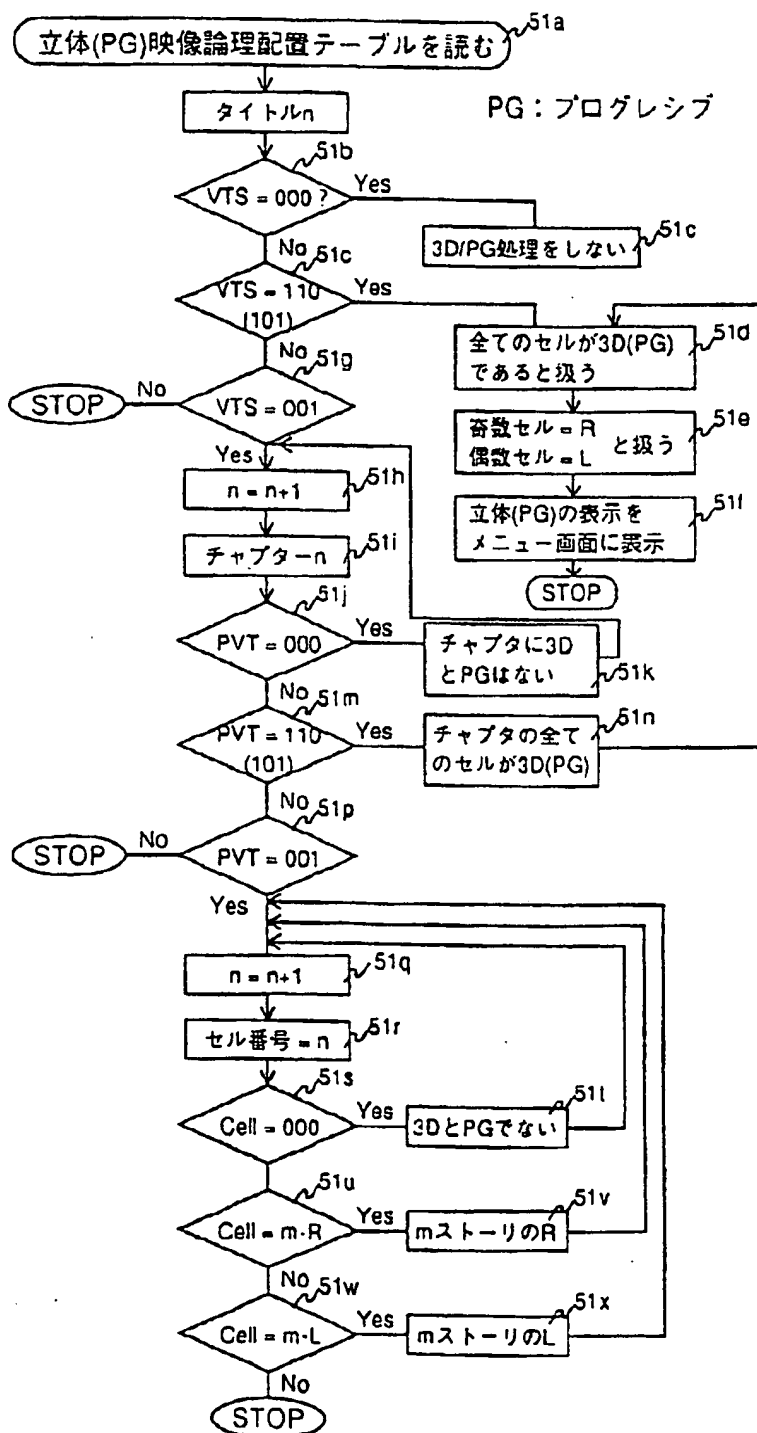 立体(PG)映像論理配置テーブルを読む
51a
タイトルn
PG：プログレシブ
51b
VTS = 000 ?
Yes
No
3D/PG処理をしない
51c
51c
VTS = 110
(101)
Yes
No
全てのセルが3D(PG)
であると扱う
51d
51g
VTS = 001
No
STOP
Yes
奇数セル = R
偶数セル = L
と扱う
51e
n = n+1
51h
立体(PG)の表示を
メニュー画面に表示
51f
STOP
チャプターn
51i
51j
PVT = 000
Yes
No
チャプタに3D
とPGはない
51k
51m
PVT = 110
(101)
Yes
No
チャプタの全て
のセルが3D(PG)
51n
51p
PVT = 001
No
STOP
Yes
n = n+1
51q
セル番号 = n
51r
51s
Cell = 000
Yes
3DとPGでない
51t
51u
Cell = m-R
Yes
No
mストーリのR
51v
51w
Cell = m-L
Yes
No
mストーリのL
51x
STOP